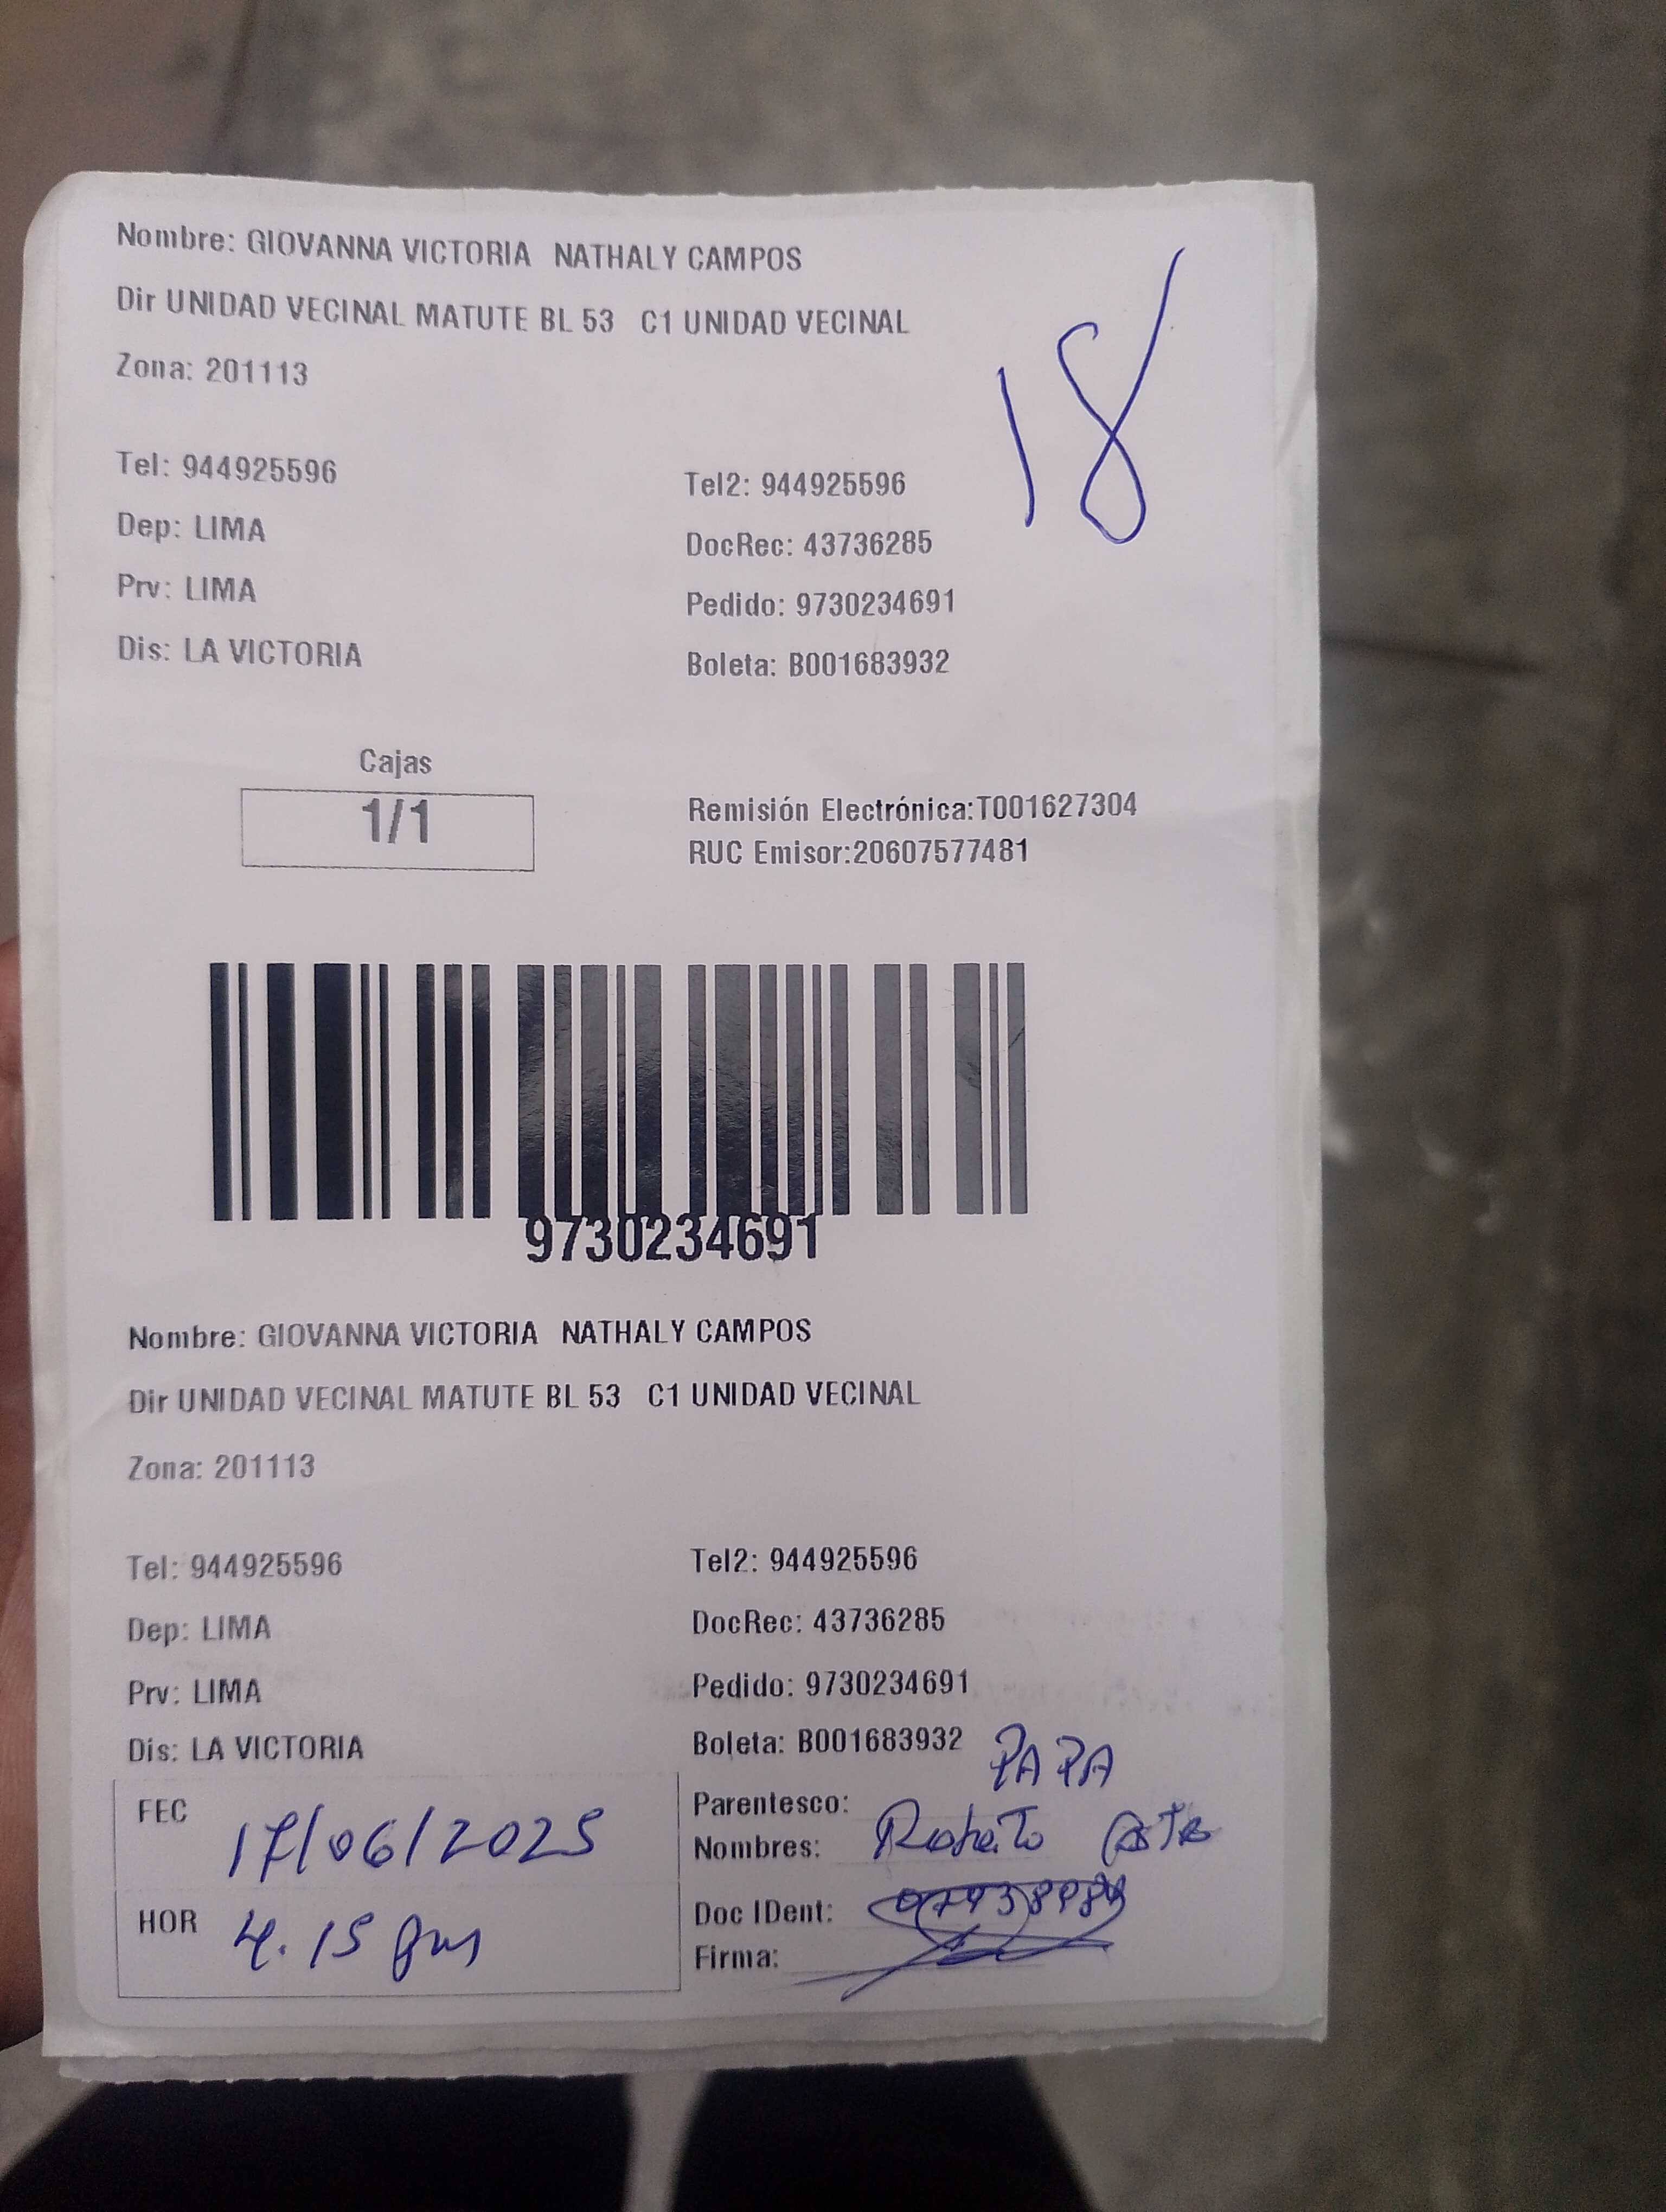 Nombre: GIOVANNA VICTORIA NATHALY CAMPOS
Dir UNIDAD VECINAL MATUTE BL 53 C1 UNIDAD VECINAL
Zona: 201113
18
Tel: 944925596 Tel2: 944925596
Dep: LIMA DocRec: 43736285
Prv: LIMA Pedido: 9730234691
Dis: LA VICTORIA Boleta: B001683932
Cajas
1/1
Remisión Electrónica:T001627304
RUC Emisor:20607577481
9730234691
Nombre: GIOVANNA VICTORIA NATHALY CAMPOS
Dir UNIDAD VECINAL MATUTE BL 53 C1 UNIDAD VECINAL
Zona: 201113
Tel: 944925596 Tel2: 944925596
Dep: LIMA DocRec: 43736285
Prv: LIMA Pedido: 9730234691
Dis: LA VICTORIA Boleta: B001683932
FEC 17/06/2025
HOR 4.15
Parentesco: PAPA
Nombres:
Doc IDent:
Firma: